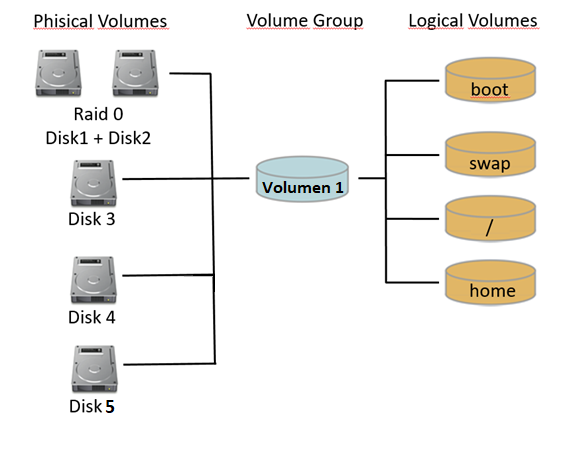 Phisical Volumes
Volume Group
Logical Volumes
Raid 0
Disk1 + Disk2
Disk 3
Disk 4
Disk 5
Volumen 1
boot
swap
/
home